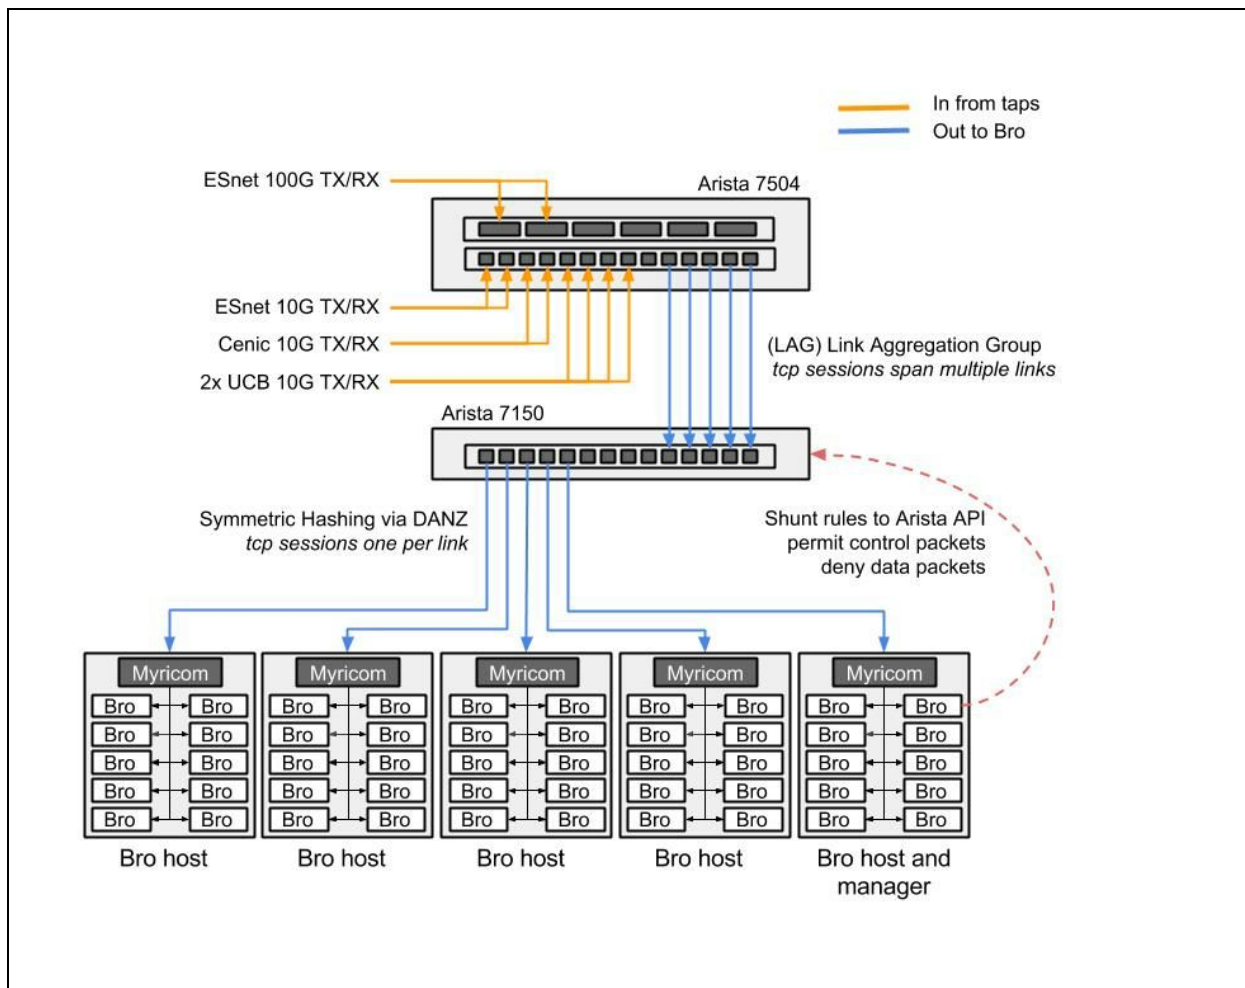 In from taps
Out to Bro
ESnet 100G TX/RX
Arista 7504
ESnet 10G TX/RX
Cenic 10G TX/RX
2x UCB 10G TX/RX
(LAG) Link Aggregation Group
tcp sessions span multiple links
Arista 7150
Symmetric Hashing via DANZ
tcp sessions one per link
Shunt rules to Arista API
permit control packets
deny data packets
Myricom Myricom Myricom Myricom Myricom
Bro Bro Bro Bro Bro Bro Bro Bro Bro Bro
Bro Bro Bro Bro Bro Bro Bro Bro Bro Bro
Bro Bro Bro Bro Bro Bro Bro Bro Bro Bro
Bro Bro Bro Bro Bro Bro Bro Bro Bro Bro
Bro Bro Bro Bro Bro Bro Bro Bro Bro Bro
Bro host
Bro host
Bro host
Bro host
Bro host and
manager